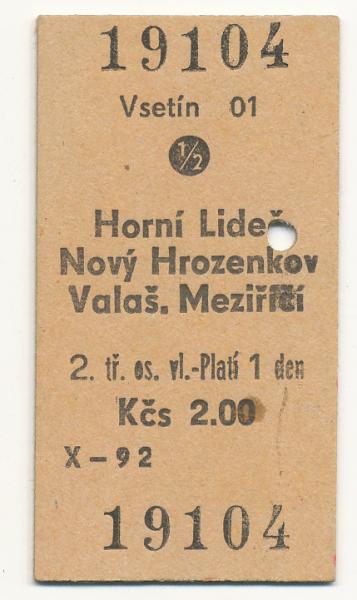 19104
Vsetín 01
1/2
Horní Lideč
Nový Hrozenkov
Valaš. Meziříčí
2. tř. os. vl.-Platí 1 den
Kčs 2.00
X-92
19104